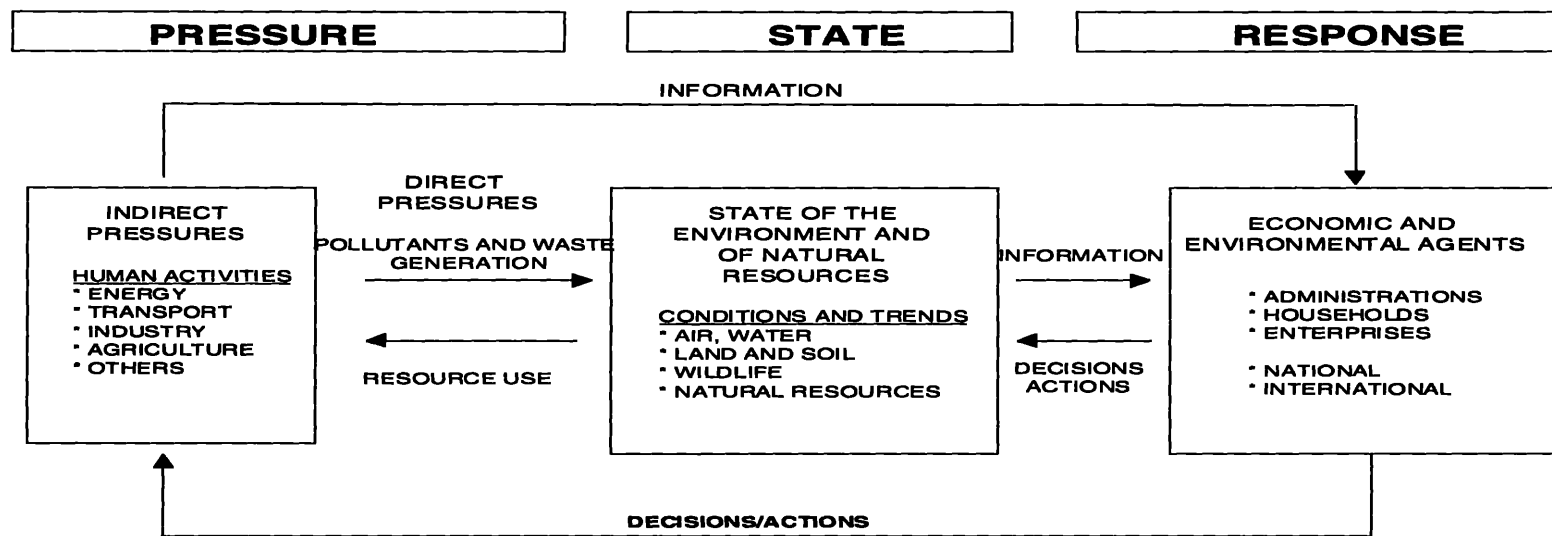 PRESSURE
STATE
RESPONSE
INFORMATION
INDIRECT
PRESSURES
HUMAN ACTIVITIES
• ENERGY
• TRANSPORT
• INDUSTRY
• AGRICULTURE
• OTHERS
DIRECT
PRESSURES
POLLUTANTS AND WASTE
GENERATION
RESOURCE USE
STATE OF THE
ENVIRONMENT AND
OF NATURAL
RESOURCES
CONDITIONS AND TRENDS
• AIR, WATER
• LAND AND SOIL
• WILDLIFE
• NATURAL RESOURCES
INFORMATION
DECISIONS
ACTIONS
ECONOMIC AND
ENVIRONMENTAL AGENTS
• ADMINISTRATIONS
• HOUSEHOLDS
• ENTERPRISES
• NATIONAL
• INTERNATIONAL
DECISIONS/ACTIONS